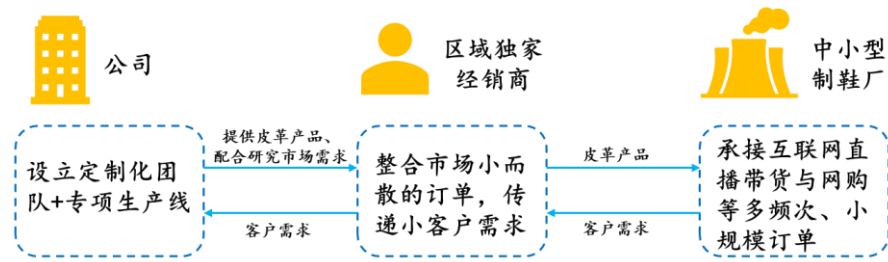 公司
区域独家
经销商
中小型
制鞋厂
设立定制化团
队+专项生产线
提供皮革产品、
配合研究市场需求
客户需求
整合市场小而
散的订单，传
递小客户需求
皮革产品
客户需求
承接互联网直
播带货与网购
等多频次、小
规模订单